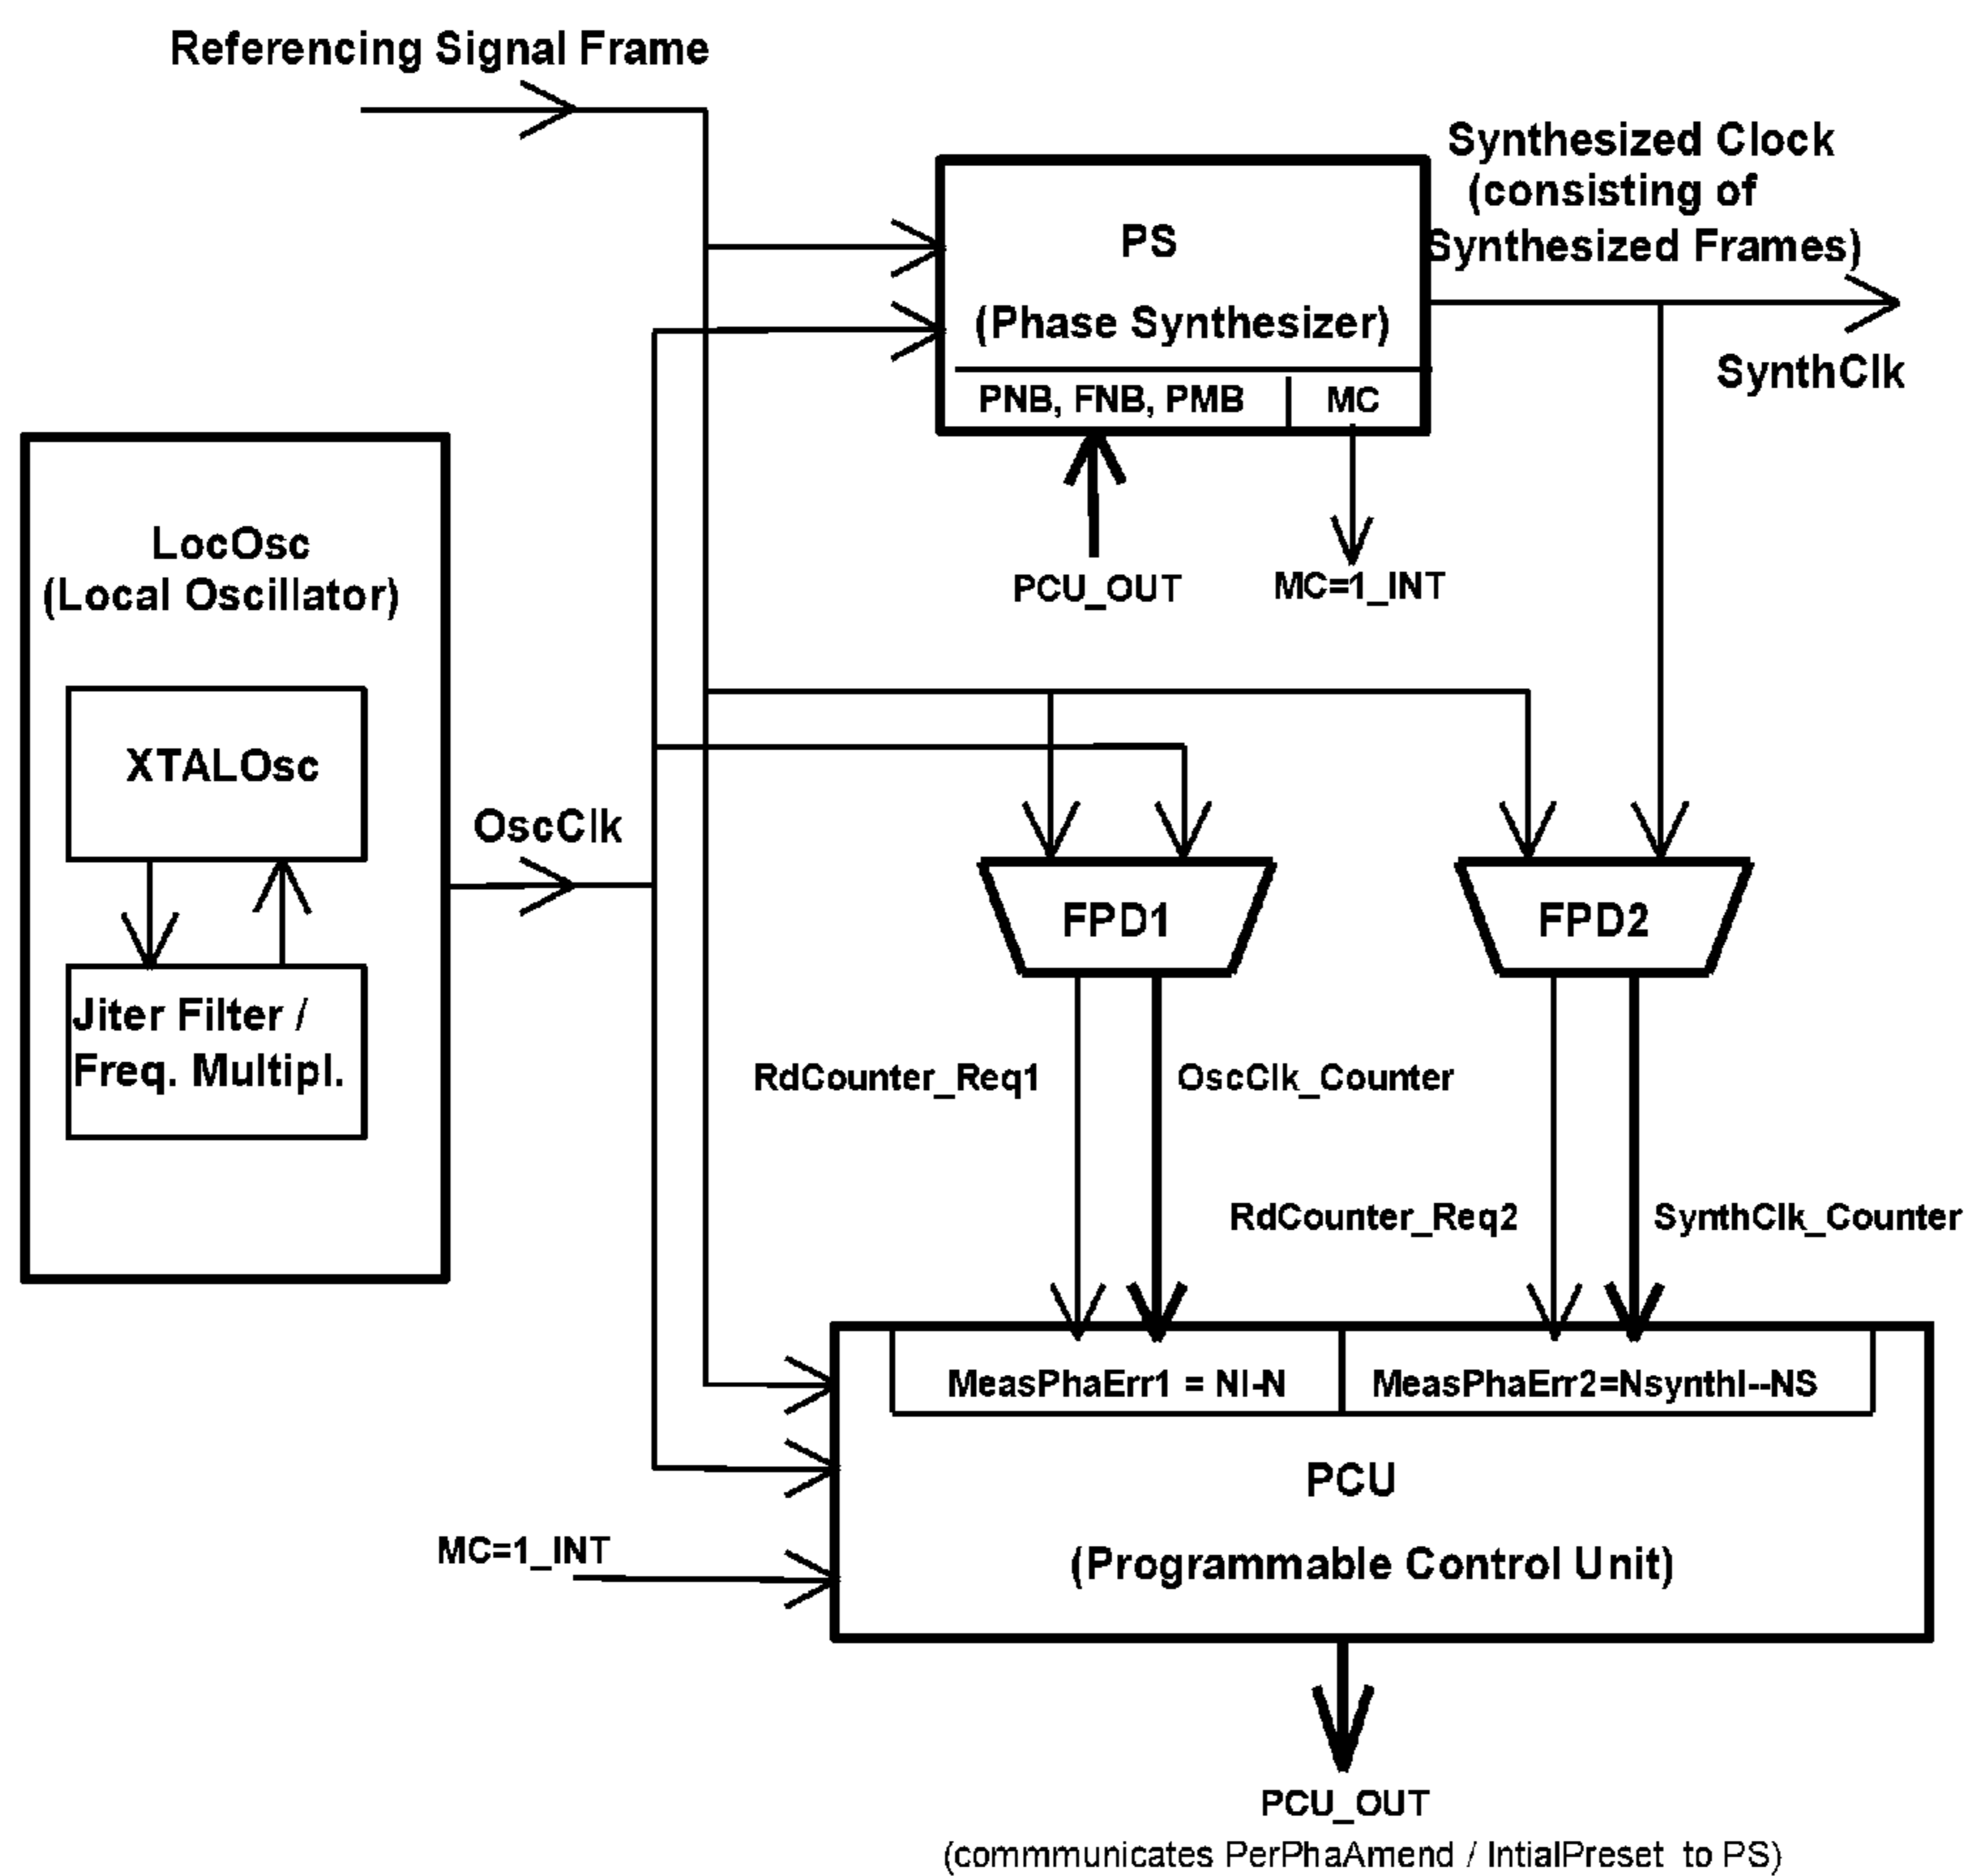 Referencing Signal Frame
Synthesized Clock
(consisting of
Synthesized Frames)
SynthClk
PS
(Phase Synthesizer)
PNB, FNB, PMB
MC
PCU_OUT
MC=1_INT
LocOsc
(Local Oscillator)
XTALOsc
Jiter Filter /
Freq. Multipl.
OscClk
FPD1
FPD2
RdCounter_Req1
OscClk_Counter
RdCounter_Req2
SynthClk_Counter
MeasPhaErr1 = NI-N
MeasPhaErr2=NsynthI--NS
PCU
(Programmable Control Unit)
MC=1_INT
PCU_OUT
(commmunicates PerPhaAmend / IntialPreset to PS)